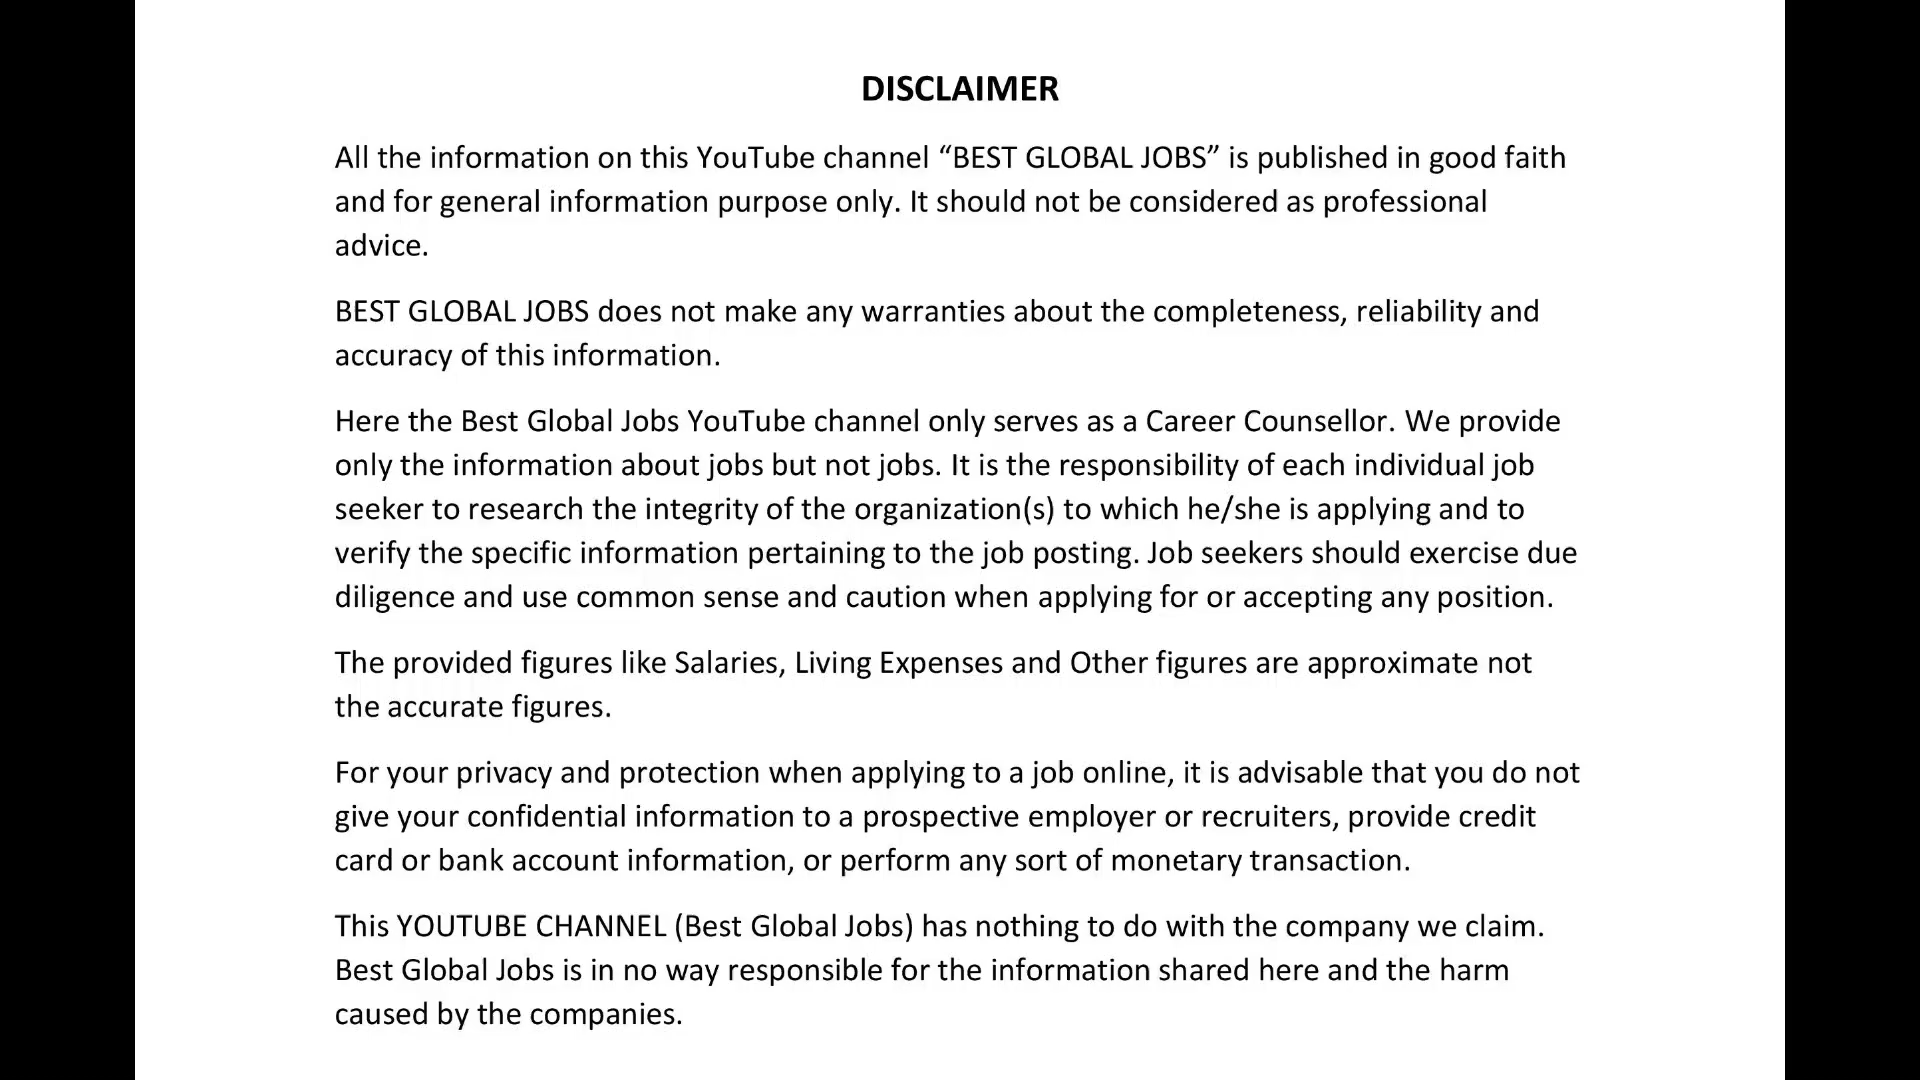 DISCLAIMER
All the information on this YouTube channel “BEST GLOBAL JOBS” is published in good faith
and for general information purpose only. It should not be considered as professional
advice.
BEST GLOBAL JOBS does not make any warranties about the completeness, reliability and
accuracy of this information.
Here the Best Global Jobs YouTube channel only serves as a Career Counsellor. We provide
only the information about jobs but not jobs. It is the responsibility of each individual job
seeker to research the integrity of the organization(s) to which he/she is applying and to
verify the specific information pertaining to the job posting. Job seekers should exercise due
diligence and use common sense and caution when applying for or accepting any position.
The provided figures like Salaries, Living Expenses and Other figures are approximate not
the accurate figures.
For your privacy and protection when applying to a job online, it is advisable that you do not
give your confidential information to a prospective employer or recruiters, provide credit
card or bank account information, or perform any sort of monetary transaction.
This YOUTUBE CHANNEL (Best Global Jobs) has nothing to do with the company we claim.
Best Global Jobs is in no way responsible for the information shared here and the harm
caused by the companies.